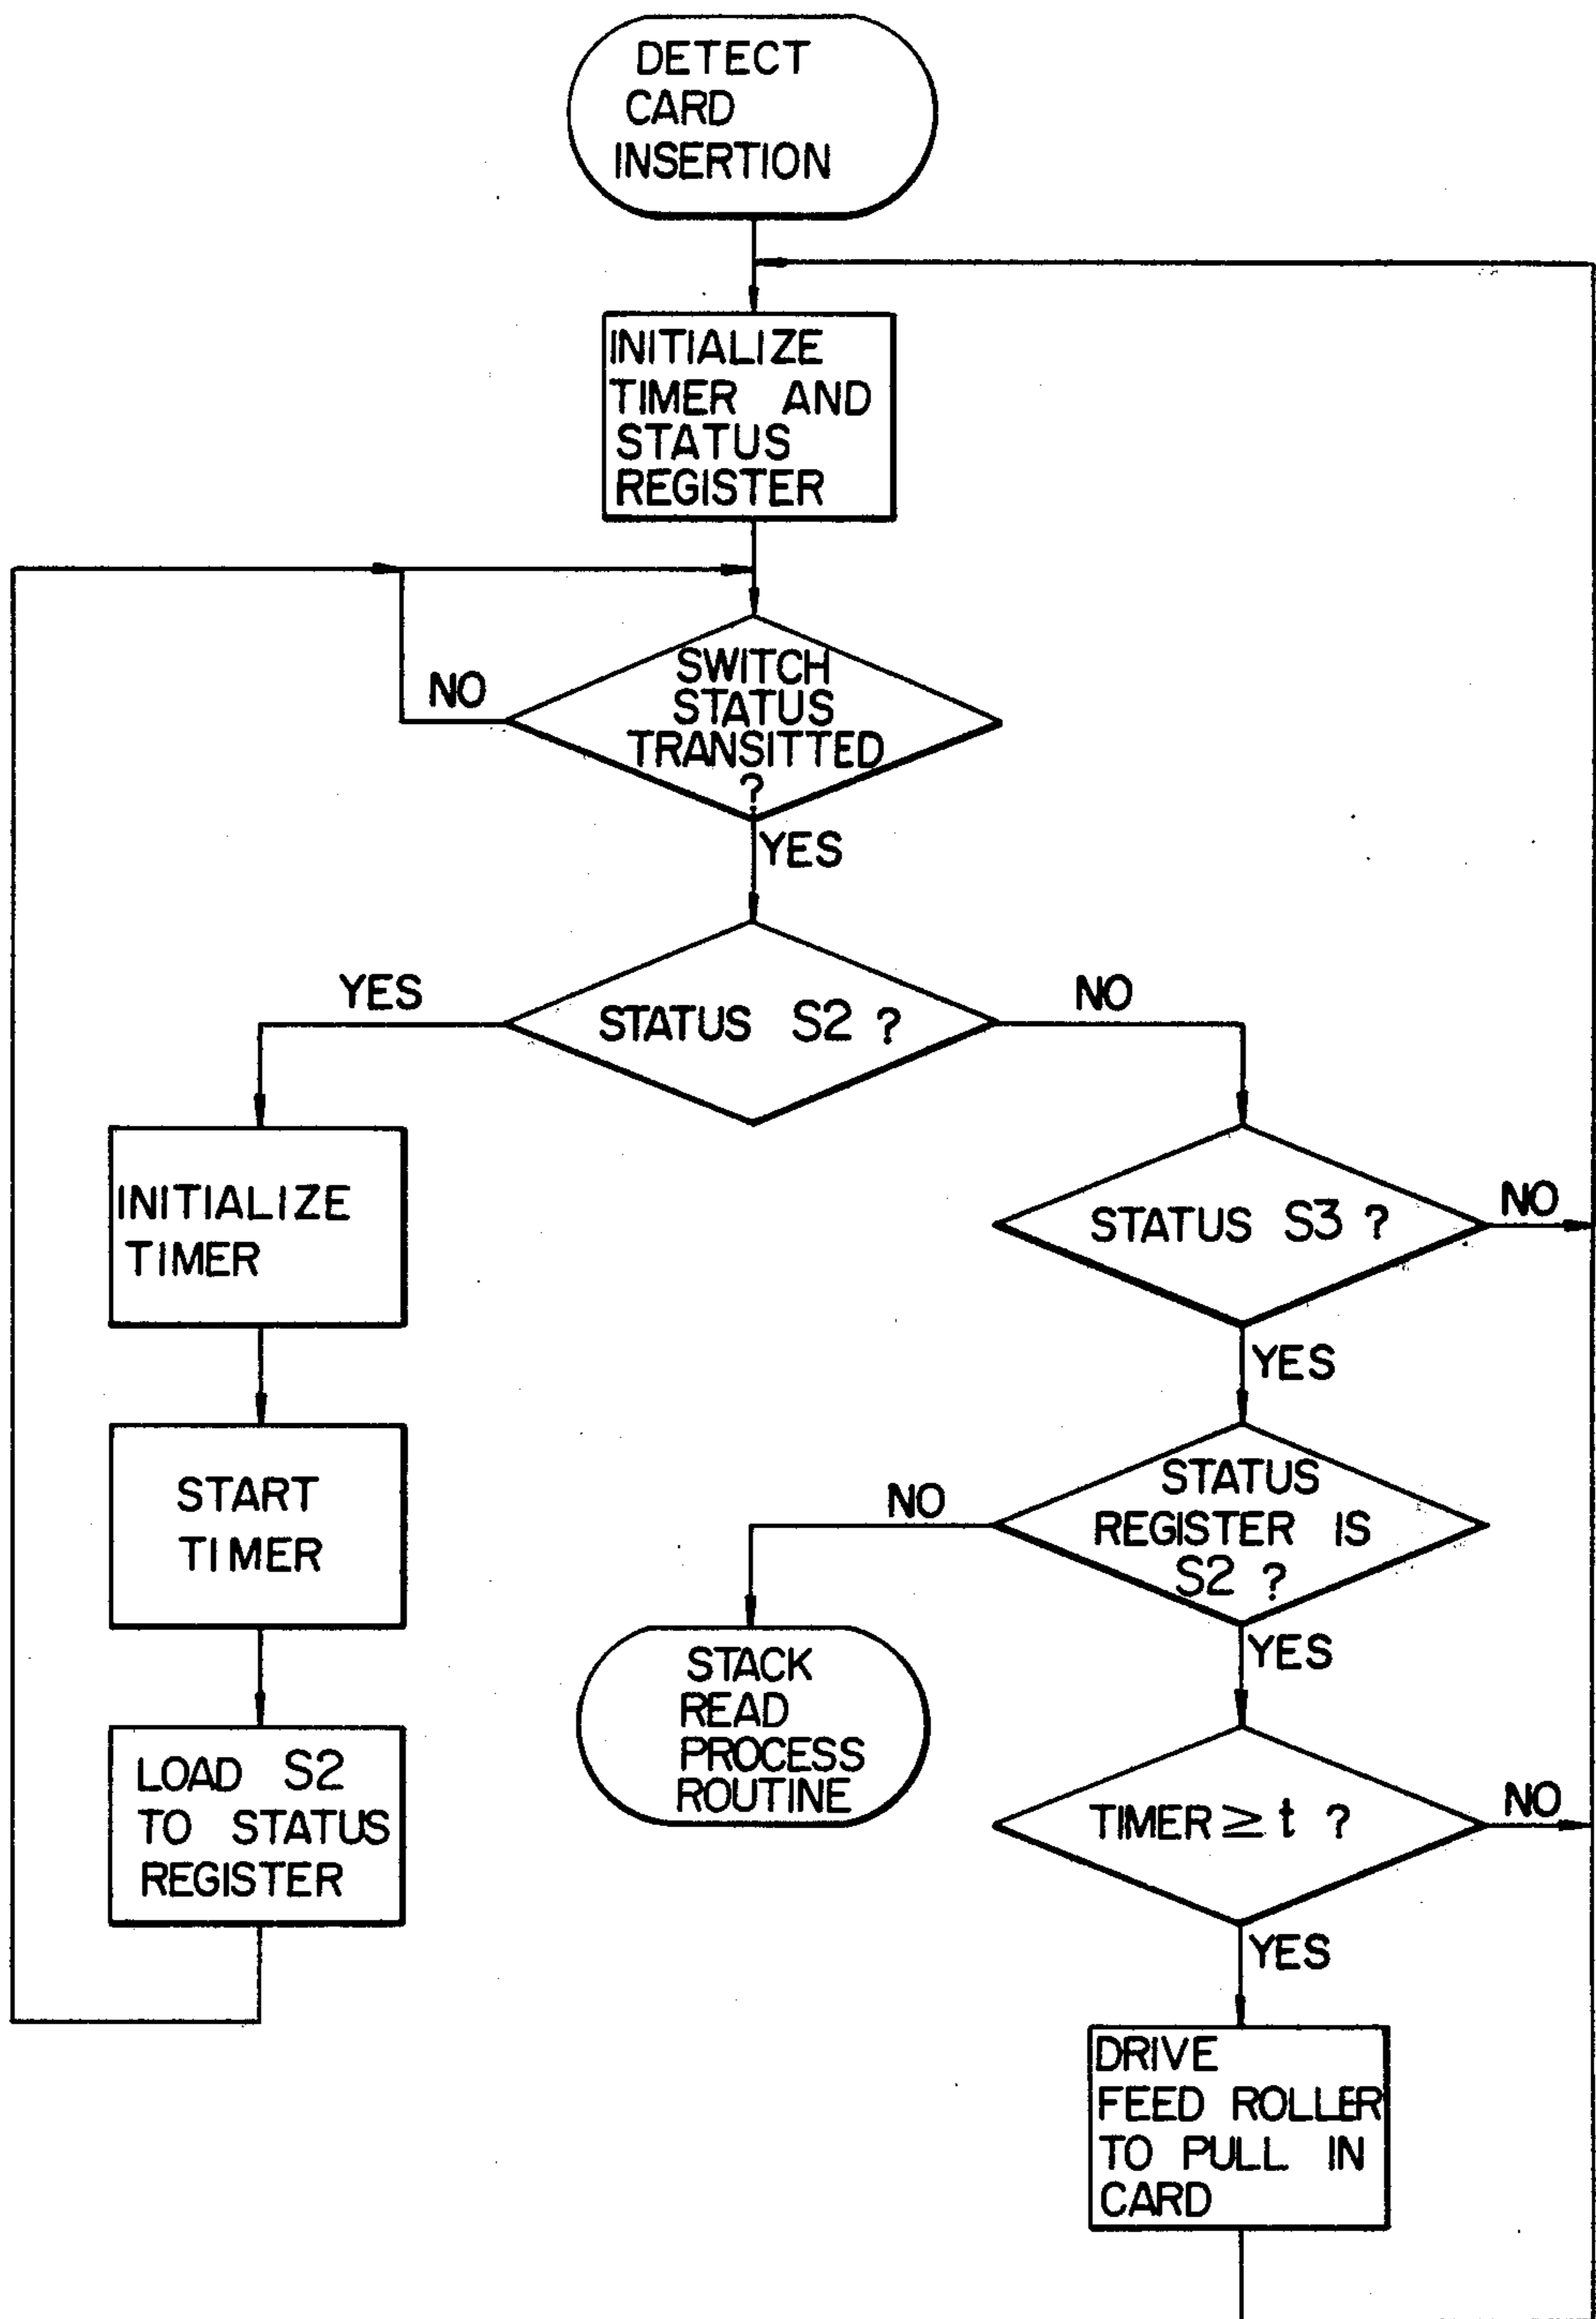 DETECT
CARD
INSERTION
INITIALIZE
TIMER AND
STATUS
REGISTER
SWITCH
STATUS
TRANSITTED
?
NO
YES
STATUS S2 ?
YES
NO
INITIALIZE
TIMER
STATUS S3 ?
NO
YES
START
TIMER
STATUS
REGISTER IS
S2 ?
NO
YES
STACK
READ
PROCESS
ROUTINE
LOAD S2
TO STATUS
REGISTER
TIMER ≥ t ?
NO
YES
DRIVE
FEED ROLLER
TO PULL IN
CARD